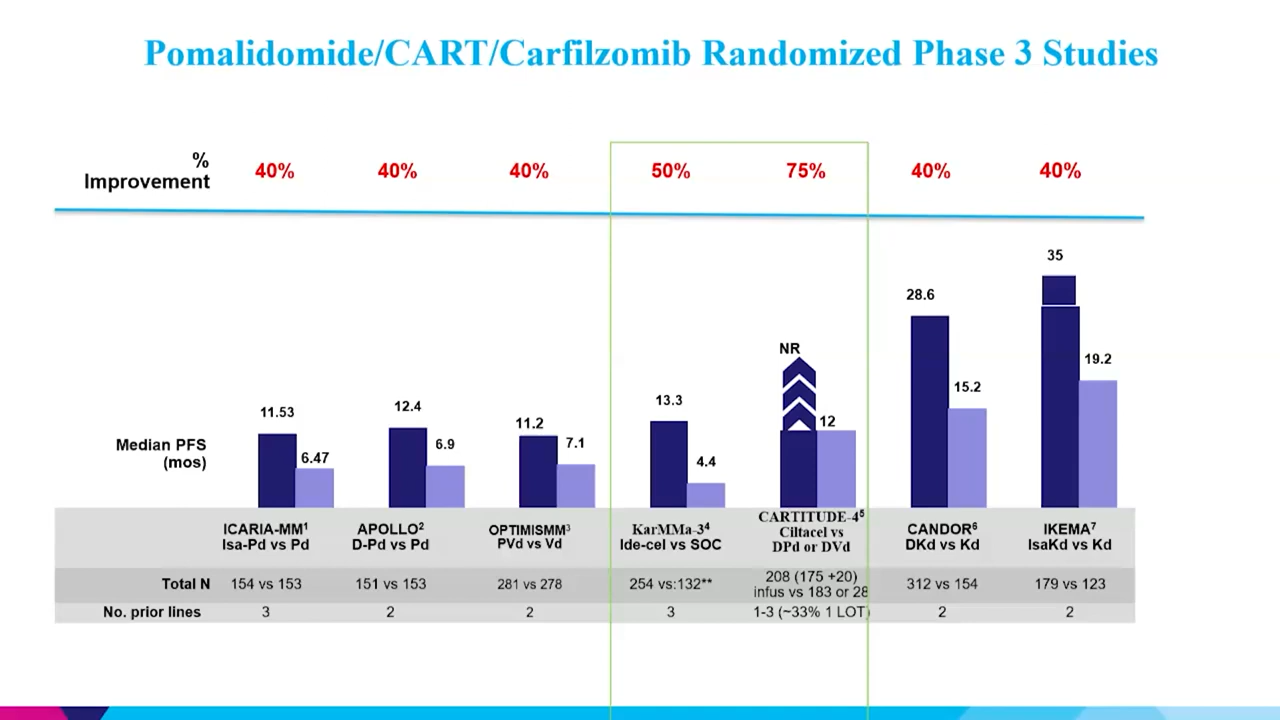 Pomalidomide/CART/Carfilzomib Randomized Phase 3 Studies
%
Improvement
40%
40%
40%
50%
75%
40%
40%
Median PFS
(mos)
11.53
6.47
12.4
6.9
11.2
7.1
13.3
4.4
NR
12
28.6
15.2
35
19.2
ICARIA-MM¹
Isa-Pd vs Pd
APOLLO²
D-Pd vs Pd
OPTIMISMM³
PVd vs Vd
KarMMa-3⁴
Ide-cel vs SOC
CARTITUDE-4⁵
Ciltacel vs
DPd or DVd
CANDOR⁶
DKd vs Kd
IKEMA⁷
IsaKd vs Kd
Total N
154 vs 153
151 vs 153
281 vs 278
254 vs:132**
208 (175 +20)
infus vs 183 or 28
312 vs 154
179 vs 123
No. prior lines
3
2
2
3
1-3 (~33% 1 LOT)
2
2